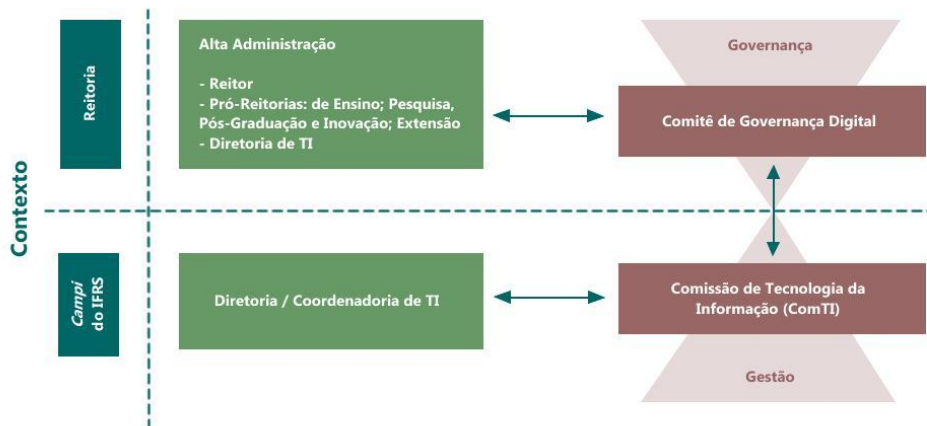 Contexto
Reitoria
Alta Administração
- Reitor
- Pró-Reitorias: de Ensino; Pesquisa,
Pós-Graduação e Inovação; Extensão
- Diretoria de TI
Governança
Comitê de Governança Digital
Campi
do IFRS
Diretoria / Coordenadoria de TI
Comissão de Tecnologia da
Informação (ComTI)
Gestão